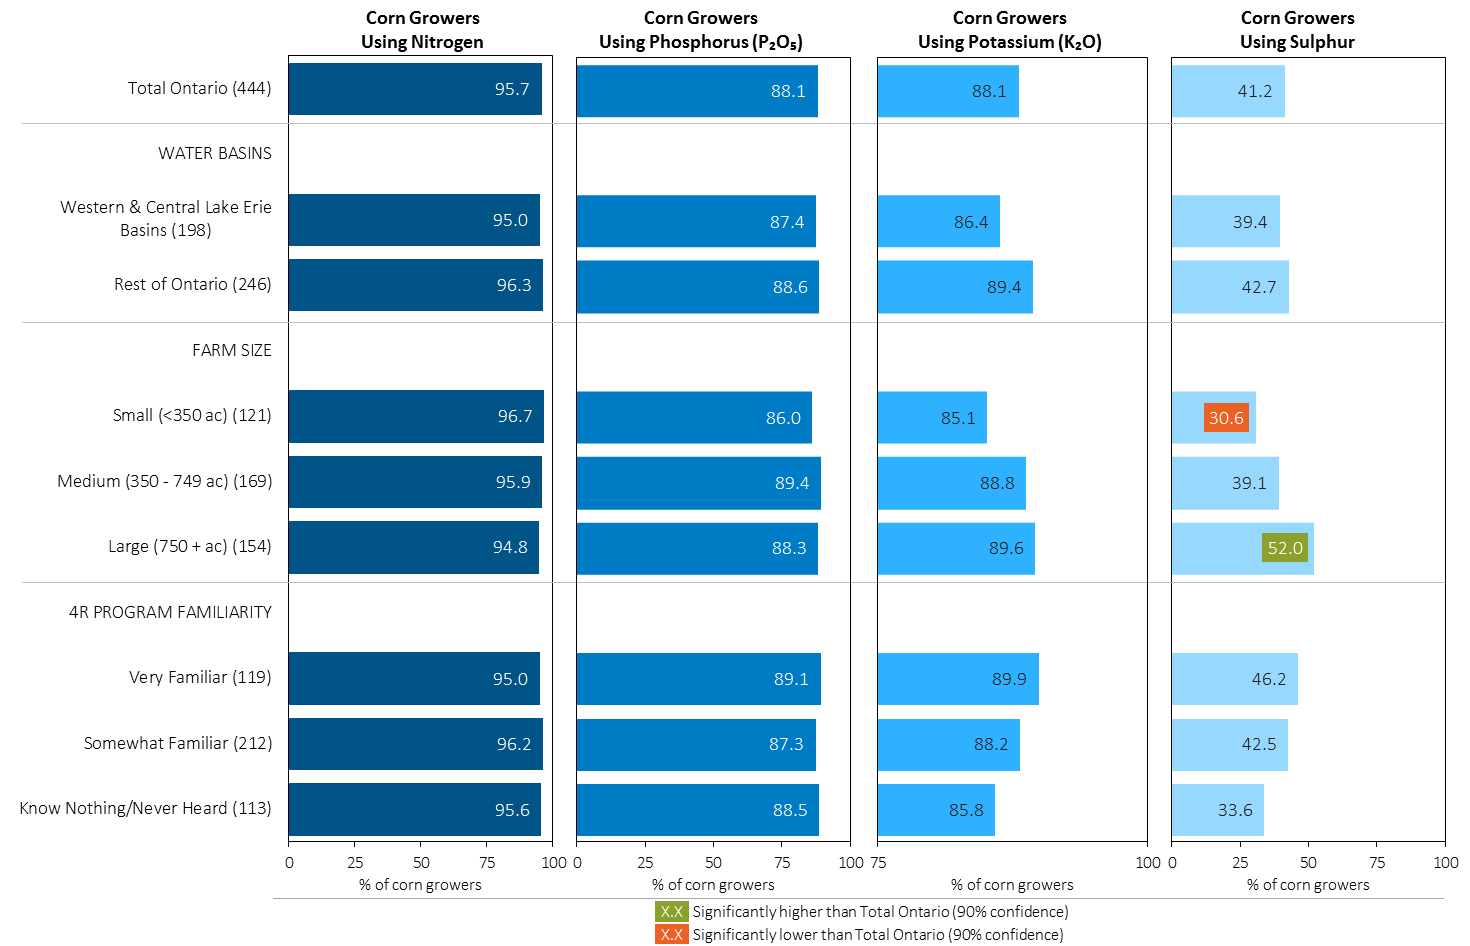 Corn Growers
Using Nitrogen
Corn Growers
Using Phosphorus (P₂O₅)
Corn Growers
Using Potassium (K₂O)
Corn Growers
Using Sulphur
Total Ontario (444) 95.7 88.1 88.1 41.2
WATER BASINS
Western & Central Lake Erie
Basins (198) 95.0 87.4 86.4 39.4
Rest of Ontario (246) 96.3 88.6 89.4 42.7
FARM SIZE
Small (<350 ac) (121) 96.7 86.0 85.1 30.6
Medium (350 - 749 ac) (169) 95.9 89.4 88.8 39.1
Large (750 + ac) (154) 94.8 88.3 89.6 52.0
4R PROGRAM FAMILIARITY
Very Familiar (119) 95.0 89.1 89.9 46.2
Somewhat Familiar (212) 96.2 87.3 88.2 42.5
Know Nothing/Never Heard (113) 95.6 88.5 85.8 33.6
0 25 50 75 100 0 25 50 75 100 75 100 0 25 50 75 100
% of corn growers % of corn growers % of corn growers % of corn growers
X.X Significantly higher than Total Ontario (90% confidence)
X.X Significantly lower than Total Ontario (90% confidence)